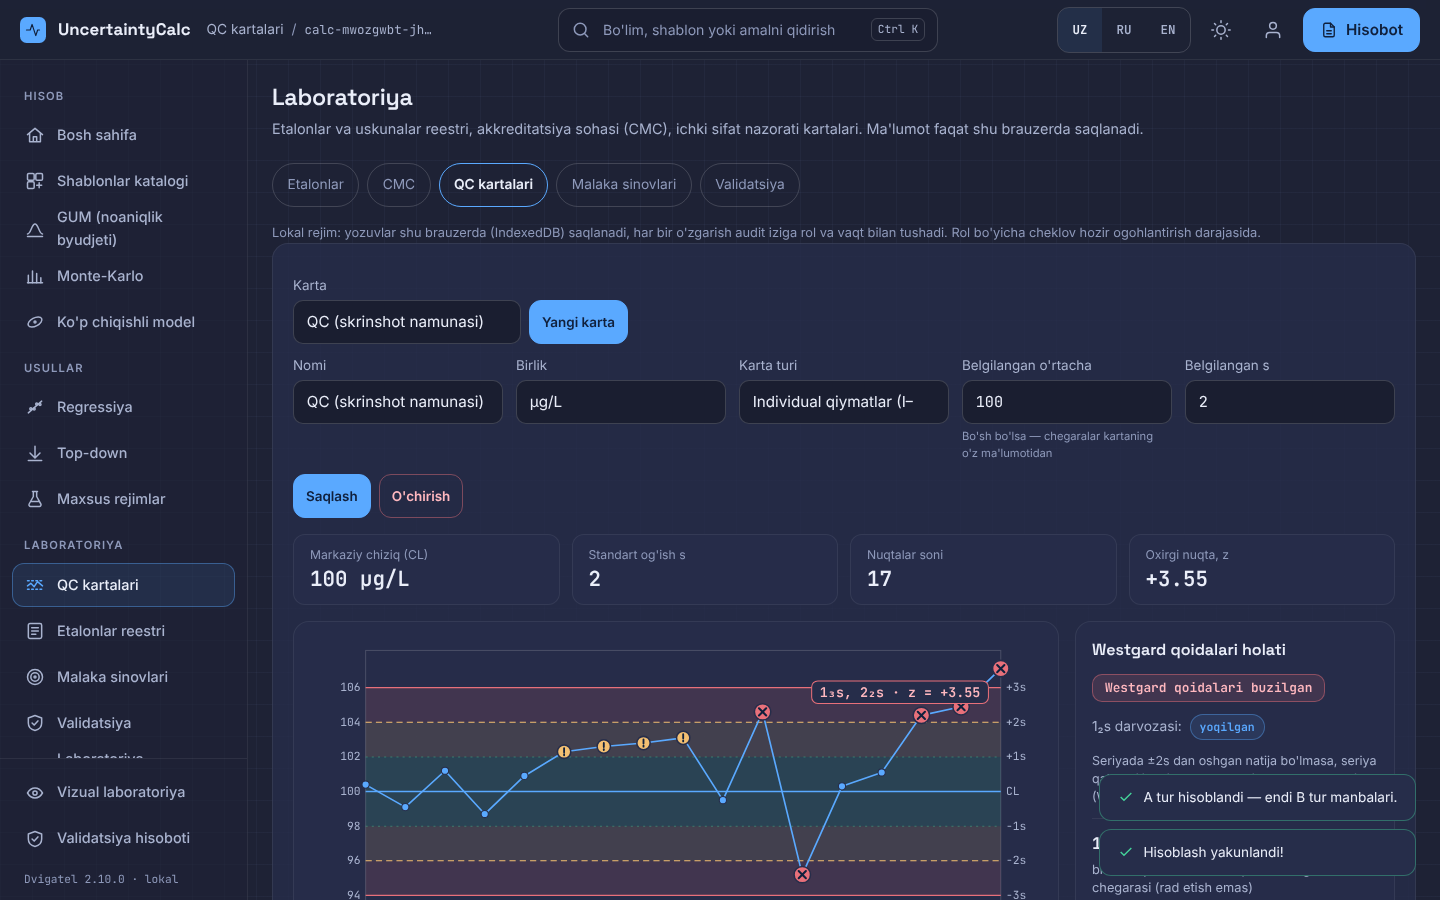 UncertaintyCalc
QC kartalari / calc-mwozgwbt-jh…
Bo'lim, shablon yoki amalni qidirish
Ctrl K
UZ RU EN
Hisobot
HISOB
Bosh sahifa
Shablonlar katalogi
GUM (noaniqlik
byudjeti)
Monte-Karlo
Ko'p chiqishli model
USULLAR
Regressiya
Top-down
Maxsus rejimlar
LABORATORIYA
QC kartalari
Etalonlar reestri
Malaka sinovlari
Validatsiya
Vizual laboratoriya
Validatsiya hisoboti
Dvigatel 2.10.0 · lokal
Laboratoriya
Etalonlar va uskunalar reestri, akkreditatsiya sohasi (CMC), ichki sifat nazorati kartalari. Ma'lumot faqat shu brauzerda saqlanadi.
Etalonlar
CMC
QC kartalari
Malaka sinovlari
Validatsiya
Lokal rejim: yozuvlar shu brauzerda (IndexedDB) saqlanadi, har bir o'zgarish audit iziga rol va vaqt bilan tushadi. Rol bo'yicha cheklov hozir ogohlantirish darajasida.
Karta
QC (skrinshot namunasi)
Yangi karta
Nomi
Birlik
Karta turi
Belgilangan o'rtacha
Belgilangan s
QC (skrinshot namunasi)
µg/L
Individual qiymatlar (I–
100
2
Bo'sh bo'lsa — chegaralar kartaning
o'z ma'lumotidan
Saqlash
O'chirish
Markaziy chiziq (CL)
100 µg/L
Standart og'ish s
2
Nuqtalar soni
17
Oxirgi nuqta, z
+3.55
1₃s, 2₂s · z = +3.55
106 +3s
104 +2s
102 +1s
100 CL
98 -1s
96 -2s
94 -3s
Westgard qoidalari holati
Westgard qoidalari buzilgan
1₂s darvozasi: yoqilgan
Seriyada ±2s dan oshgan natija bo'lmasa, seriya
A tur hisoblandi — endi B tur manbalari.
Hisoblash yakunlandi!
chegarasi (rad etish emas)